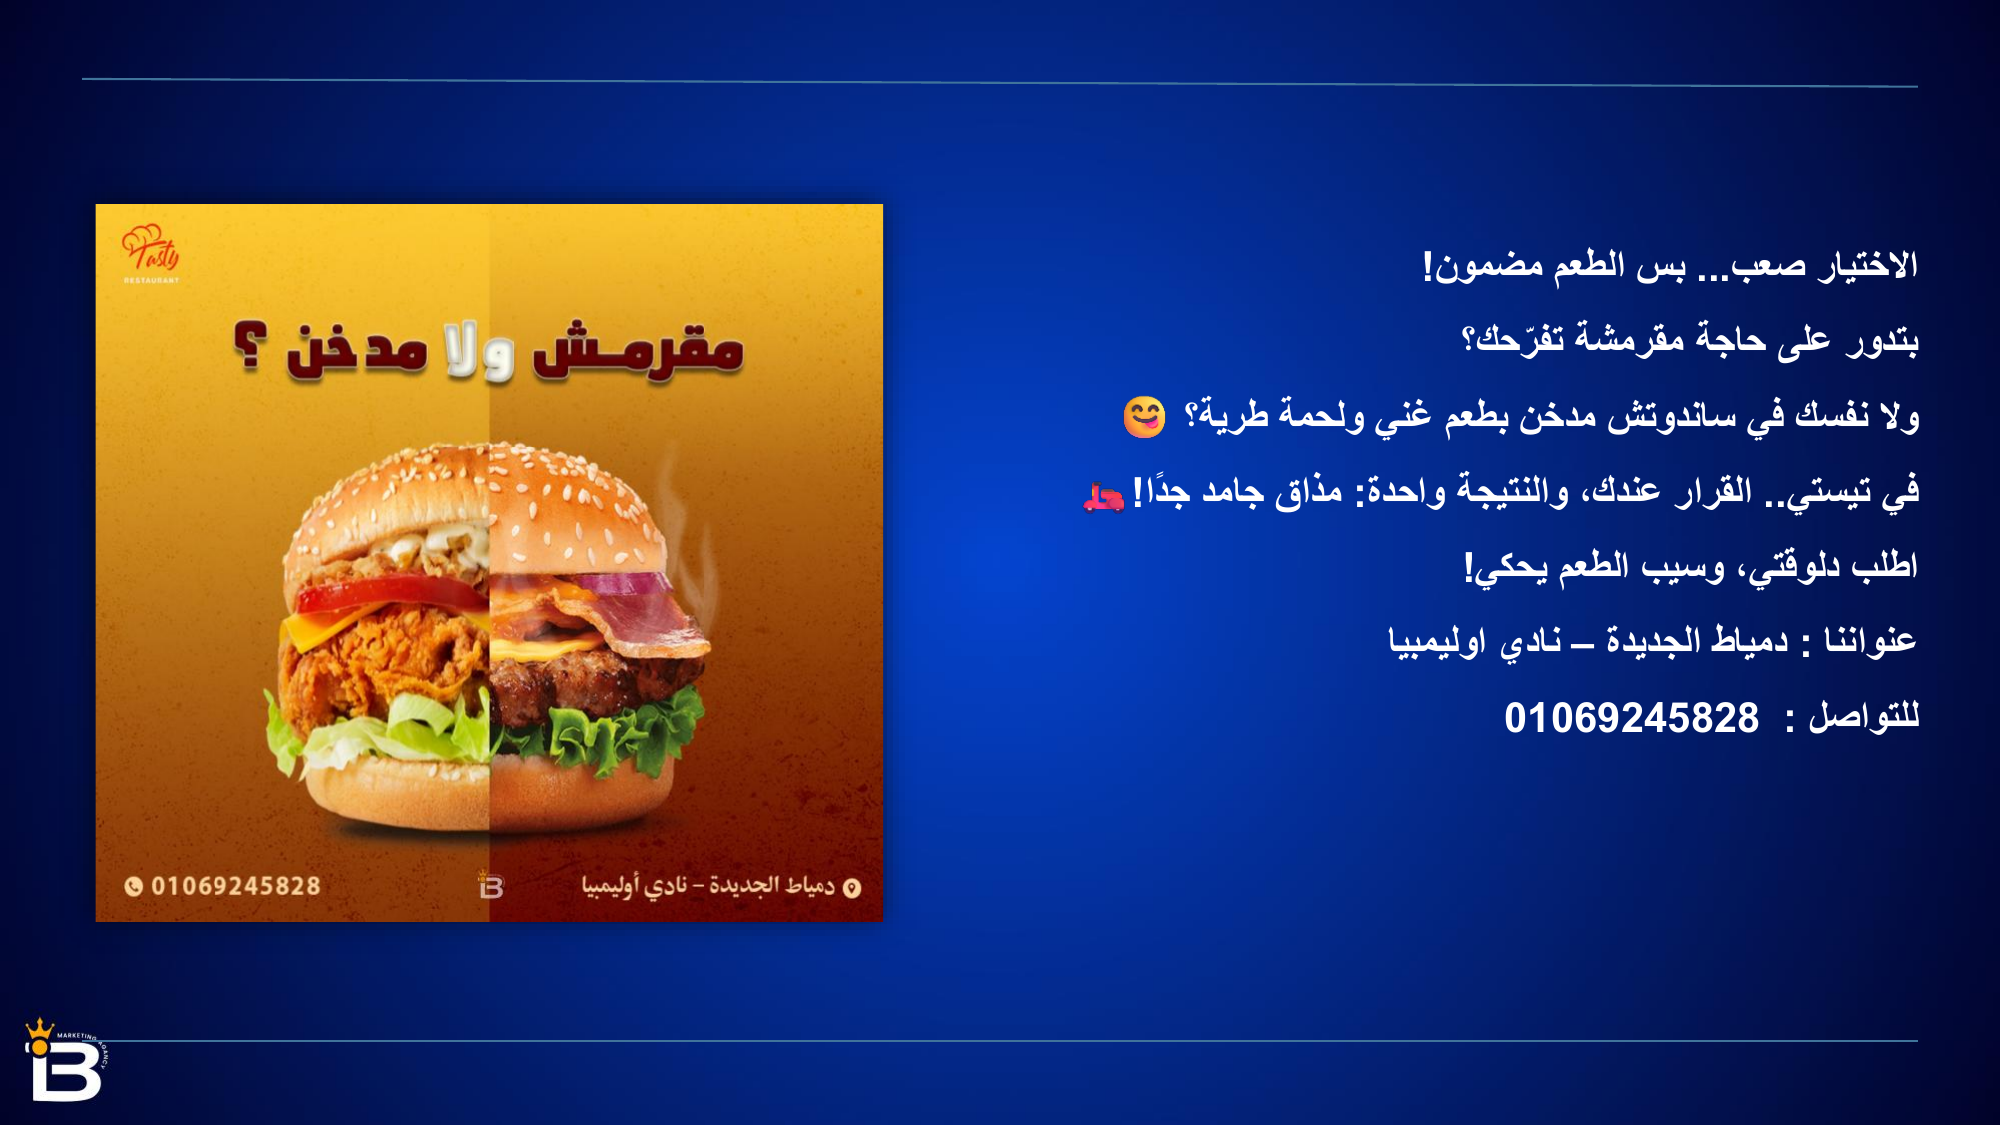 Tasty
RESTAURANT
مقرمش ولا مدخن ؟
01069245828
دمياط الجديدة – نادي أوليمبيا
B
الاختيار صعب... بس الطعم مضمون!
بتدور على حاجة مقرمشة تفرّحك؟
ولا نفسك في ساندوتش مدخن بطعم غني ولحمة طرية؟ 😋
في تيستي.. القرار عندك، والنتيجة واحدة: مذاق جامد جدًا! 🛵
اطلب دلوقتي، وسيب الطعم يحكي!
عنواننا : دمياط الجديدة – نادي اوليمبيا
للتواصل : 01069245828
MARKETING AGANCY
iB